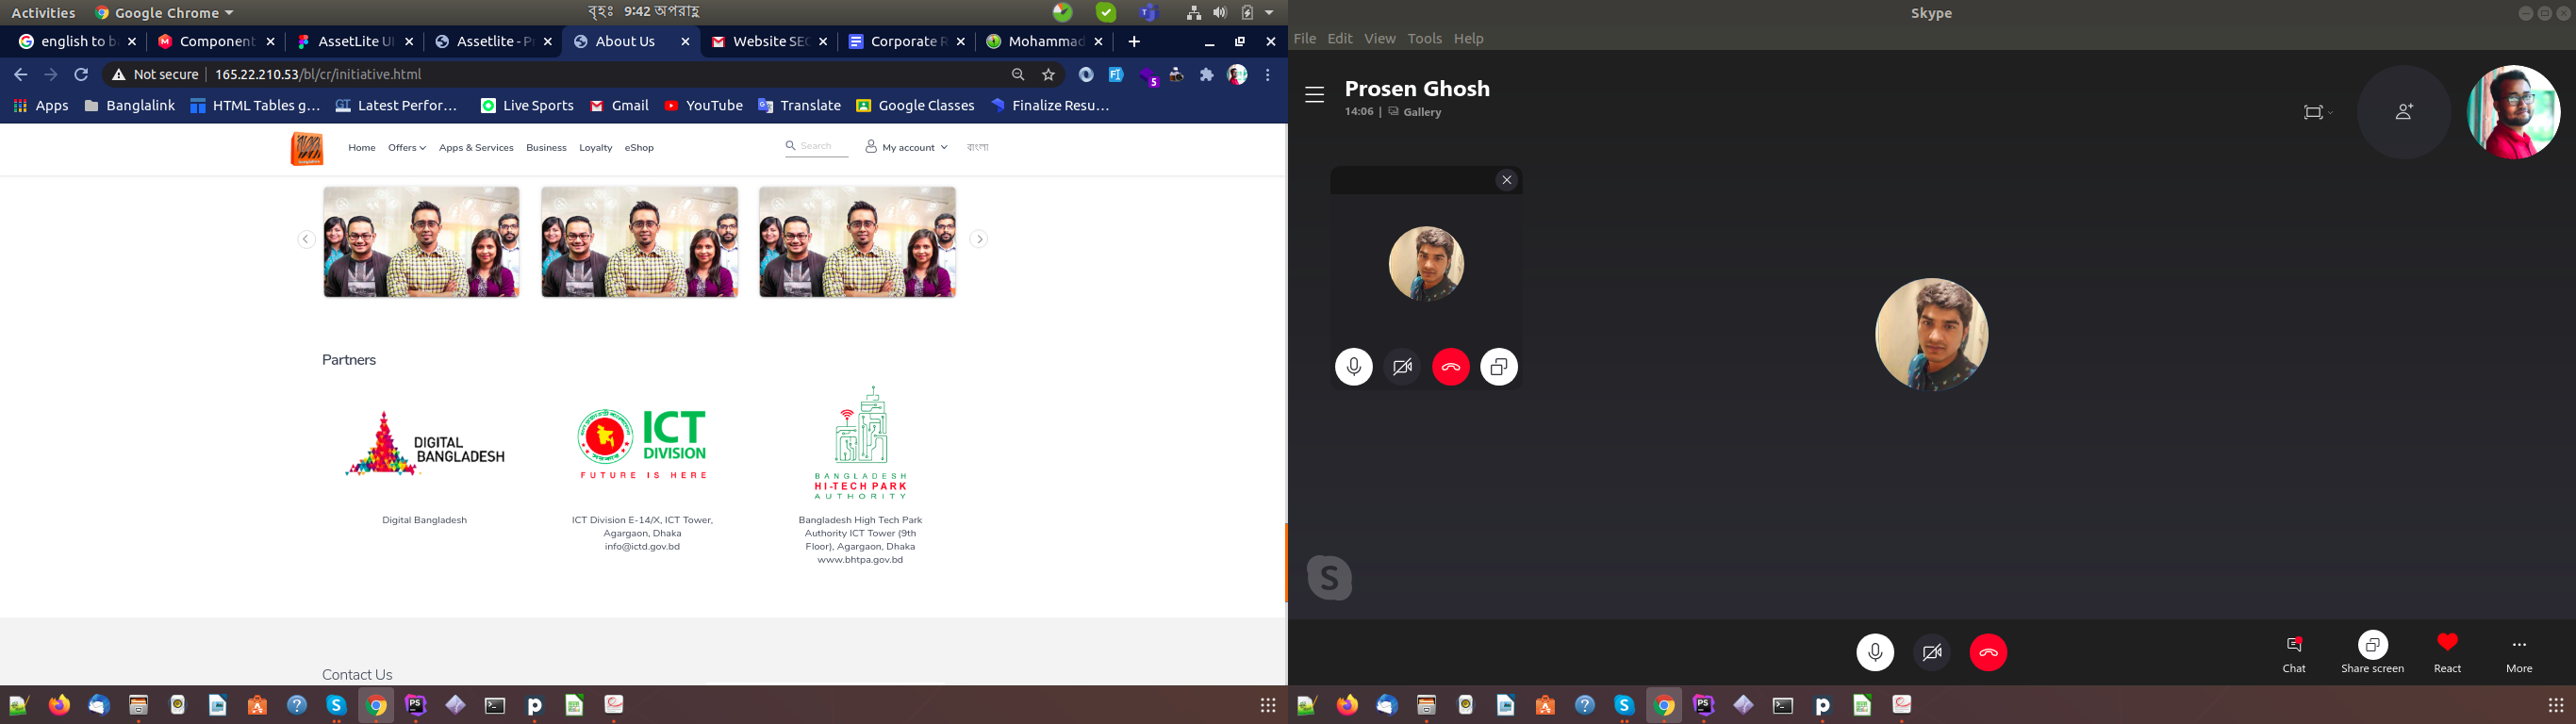 Activities Google Chrome বৃহঃ 9:42 অপরাহ্ণ
english to b Component AssetLite UI Assetlite - Pr About Us Website SEO Corporate R Mohammad
Not secure 165.22.210.53/bl/cr/initiative.html
5
Apps Banglalink HTML Tables g... Latest Perfor... Live Sports Gmail YouTube Translate Google Classes Finalize Resu...
Home Offers Apps & Services Business Loyalty eShop Search My account বাংলা
Partners
DIGITAL
BANGLADESH
ICT
DIVISION
FUTURE IS HERE
BANGLADESH
HI-TECH PARK
AUTHORITY
Digital Bangladesh
ICT Division E-14/X, ICT Tower,
Agargaon, Dhaka
info@ictd.gov.bd
Bangladesh High Tech Park
Authority ICT Tower (9th
Floor), Agargaon, Dhaka
www.bhtpa.gov.bd
Contact Us
Skype
File Edit View Tools Help
Prosen Ghosh
14:06 | Gallery
Chat Share screen React More